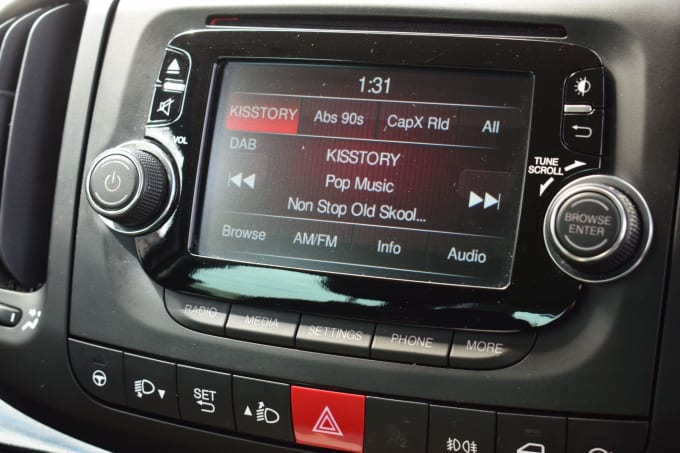 1:31
KISSTORY Abs 90s CapX Rld All
DAB
KISSTORY
Pop Music
Non Stop Old Skool...
Browse AM/FM Info Audio
VOL
TUNE
SCROLL
BROWSE
ENTER
RADIO MEDIA SETTINGS PHONE MORE
SET